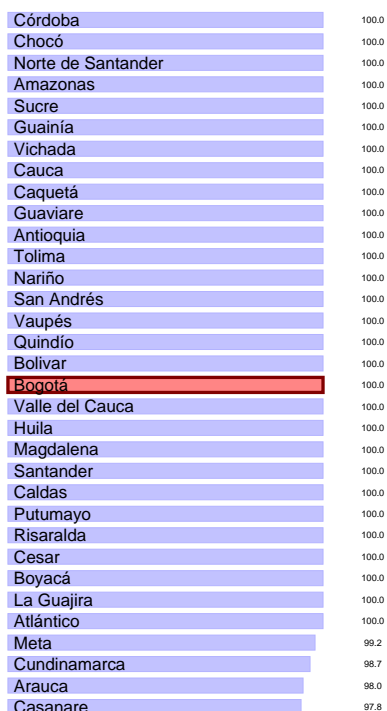 Córdoba 100.0
Chocó 100.0
Norte de Santander 100.0
Amazonas 100.0
Sucre 100.0
Guainía 100.0
Vichada 100.0
Cauca 100.0
Caquetá 100.0
Guaviare 100.0
Antioquia 100.0
Tolima 100.0
Nariño 100.0
San Andrés 100.0
Vaupés 100.0
Quindío 100.0
Bolivar 100.0
Bogotá 100.0
Valle del Cauca 100.0
Huila 100.0
Magdalena 100.0
Santander 100.0
Caldas 100.0
Putumayo 100.0
Risaralda 100.0
Cesar 100.0
Boyacá 100.0
La Guajira 100.0
Atlántico 100.0
Meta 99.2
Cundinamarca 98.7
Arauca 98.0
Casanare 97.8